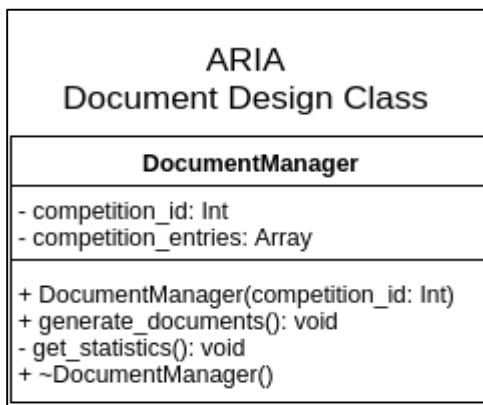 ARIA
Document Design Class
DocumentManager
- competition_id: Int
- competition_entries: Array
+ DocumentManager(competition_id: Int)
+ generate_documents(): void
- get_statistics(): void
+ ~DocumentManager()